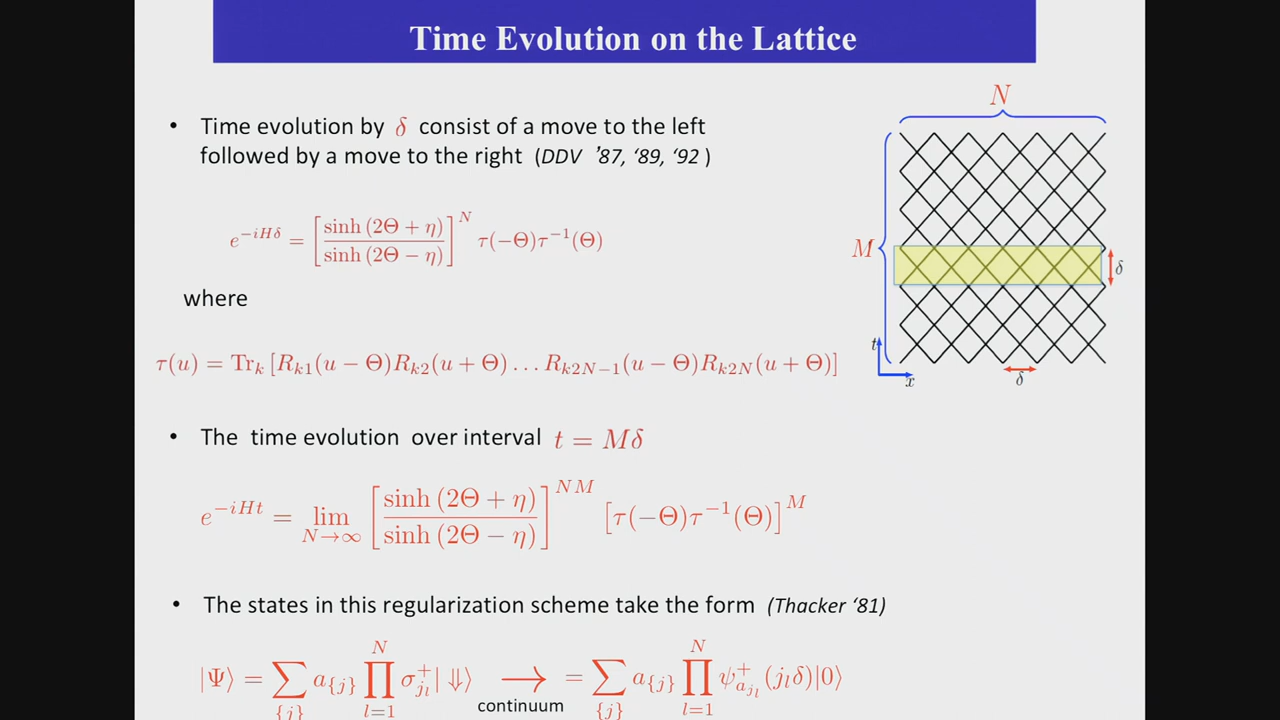 Time Evolution on the Lattice
• Time evolution by δ consist of a move to the left
followed by a move to the right (DDV ’87, ‘89, ‘92 )
e^{-iHδ} = [ sinh (2Θ + η) / sinh (2Θ − η) ]^N τ(−Θ)τ^{-1}(Θ)
where
τ(u) = Tr_k [R_{k1}(u − Θ)R_{k2}(u + Θ) . . . R_{k2N−1}(u − Θ)R_{k2N}(u + Θ)]
• The time evolution over interval t = Mδ
e^{-iHt} = lim_{N→∞} [ sinh (2Θ + η) / sinh (2Θ − η) ]^{NM} [τ(−Θ)τ^{-1}(Θ)]^M
• The states in this regularization scheme take the form (Thacker ‘81)
|Ψ⟩ = ∑_{{j}} a_{{j}} ∏_{l=1}^{N} σ^+_{j_l} | ⇓⟩ ⟶ = ∑_{{j}} a_{{j}} ∏_{l=1}^{N} ψ^+_{a_{j_l}}(j_lδ)|0⟩
continuum
N
M
δ
t
x
δ